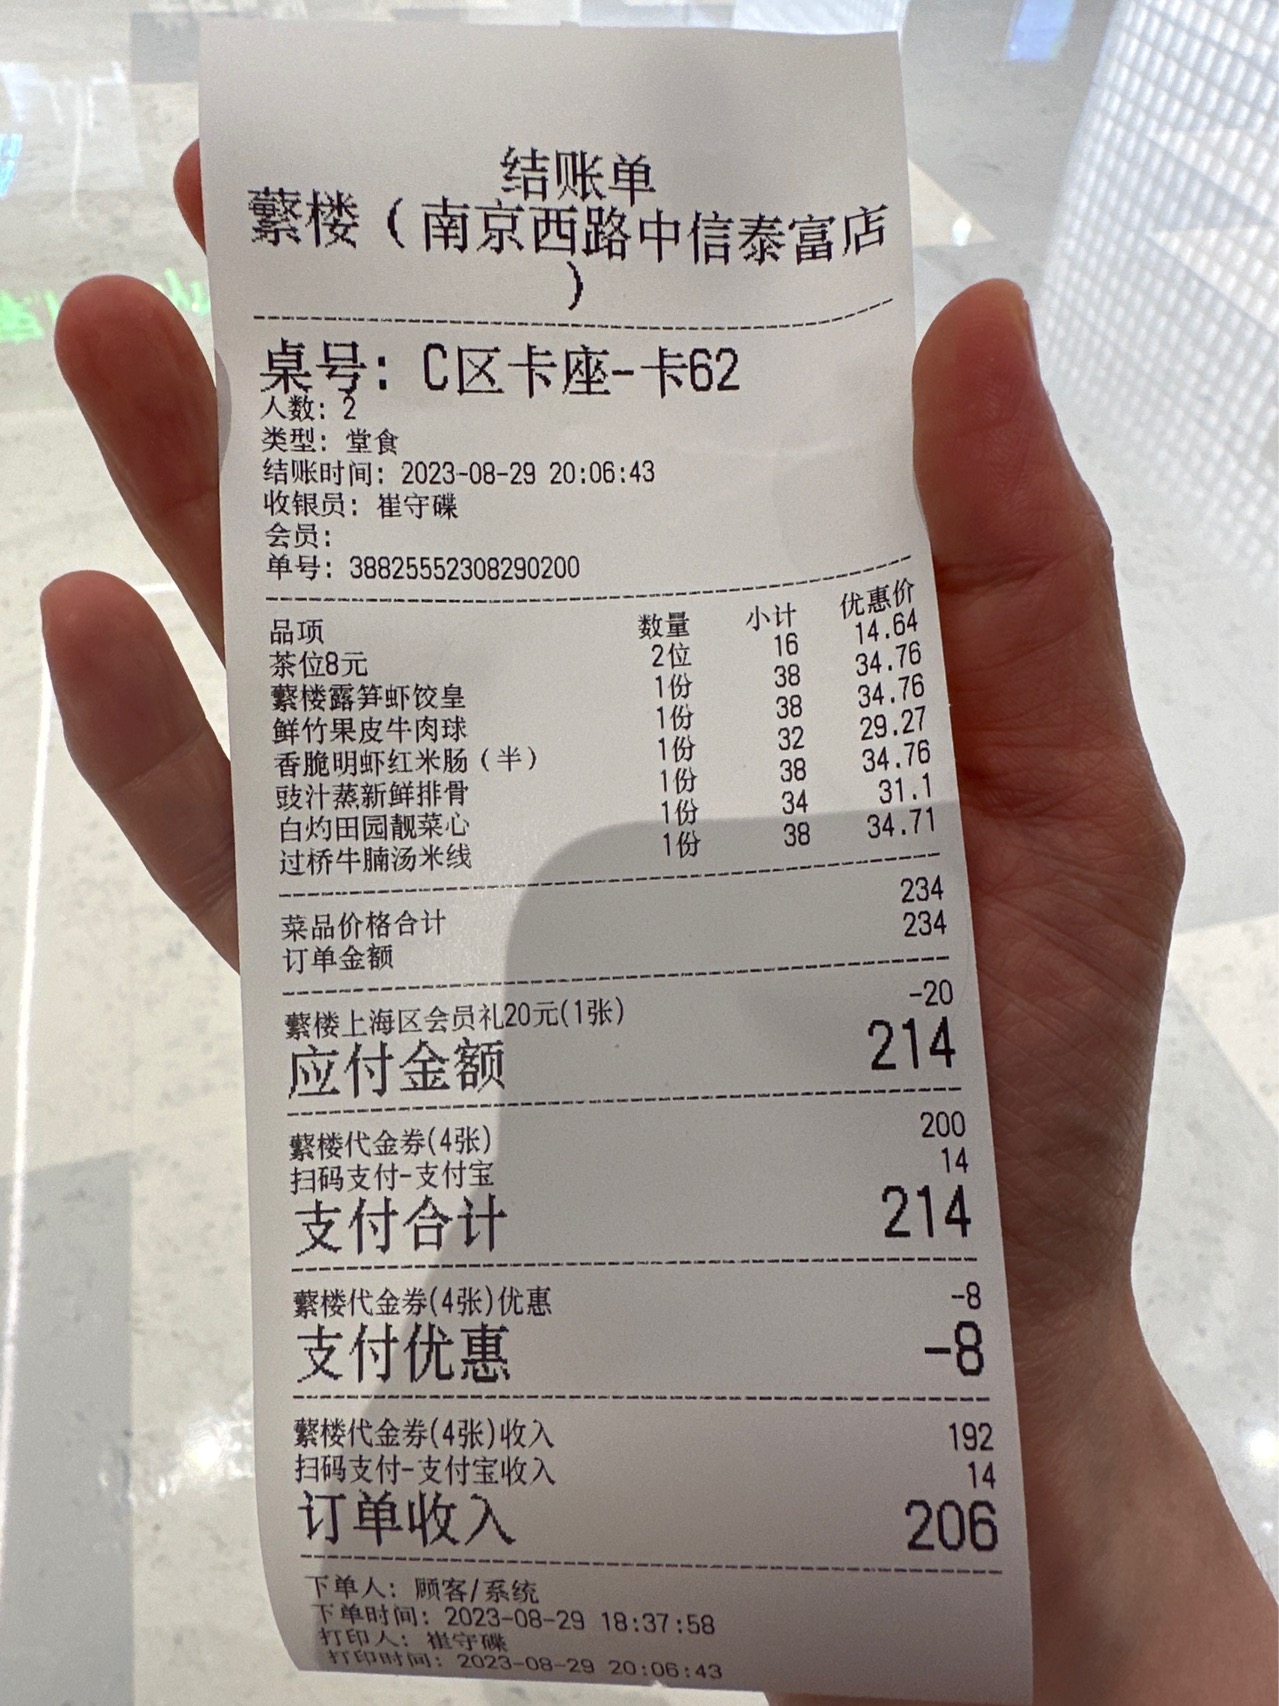 结账单
蘩楼（南京西路中信泰富店
）
桌号：C区卡座-卡62
人数：2
类型：堂食
结账时间：2023-08-29 20:06:43
收银员：崔守碟
会员：
单号：38825552308290200
品项 数量 小计 优惠价
茶位8元 2位 16 14.64
蘩楼露笋虾饺皇 1份 38 34.76
鲜竹果皮牛肉球 1份 38 34.76
香脆明虾红米肠（半） 1份 32 29.27
豉汁蒸新鲜排骨 1份 38 34.76
白灼田园靓菜心 1份 34 31.1
过桥牛腩汤米线 1份 38 34.71
菜品价格合计 234
订单金额 234
蘩楼上海区会员礼20元(1张) -20
应付金额 214
蘩楼代金券(4张) 200
扫码支付-支付宝 14
支付合计 214
蘩楼代金券(4张)优惠 -8
支付优惠 -8
蘩楼代金券(4张)收入 192
扫码支付-支付宝收入 14
订单收入 206
下单人：顾客/系统
下单时间：2023-08-29 18:37:58
打印人：崔守碟
打印时间：2023-08-29 20:06:43